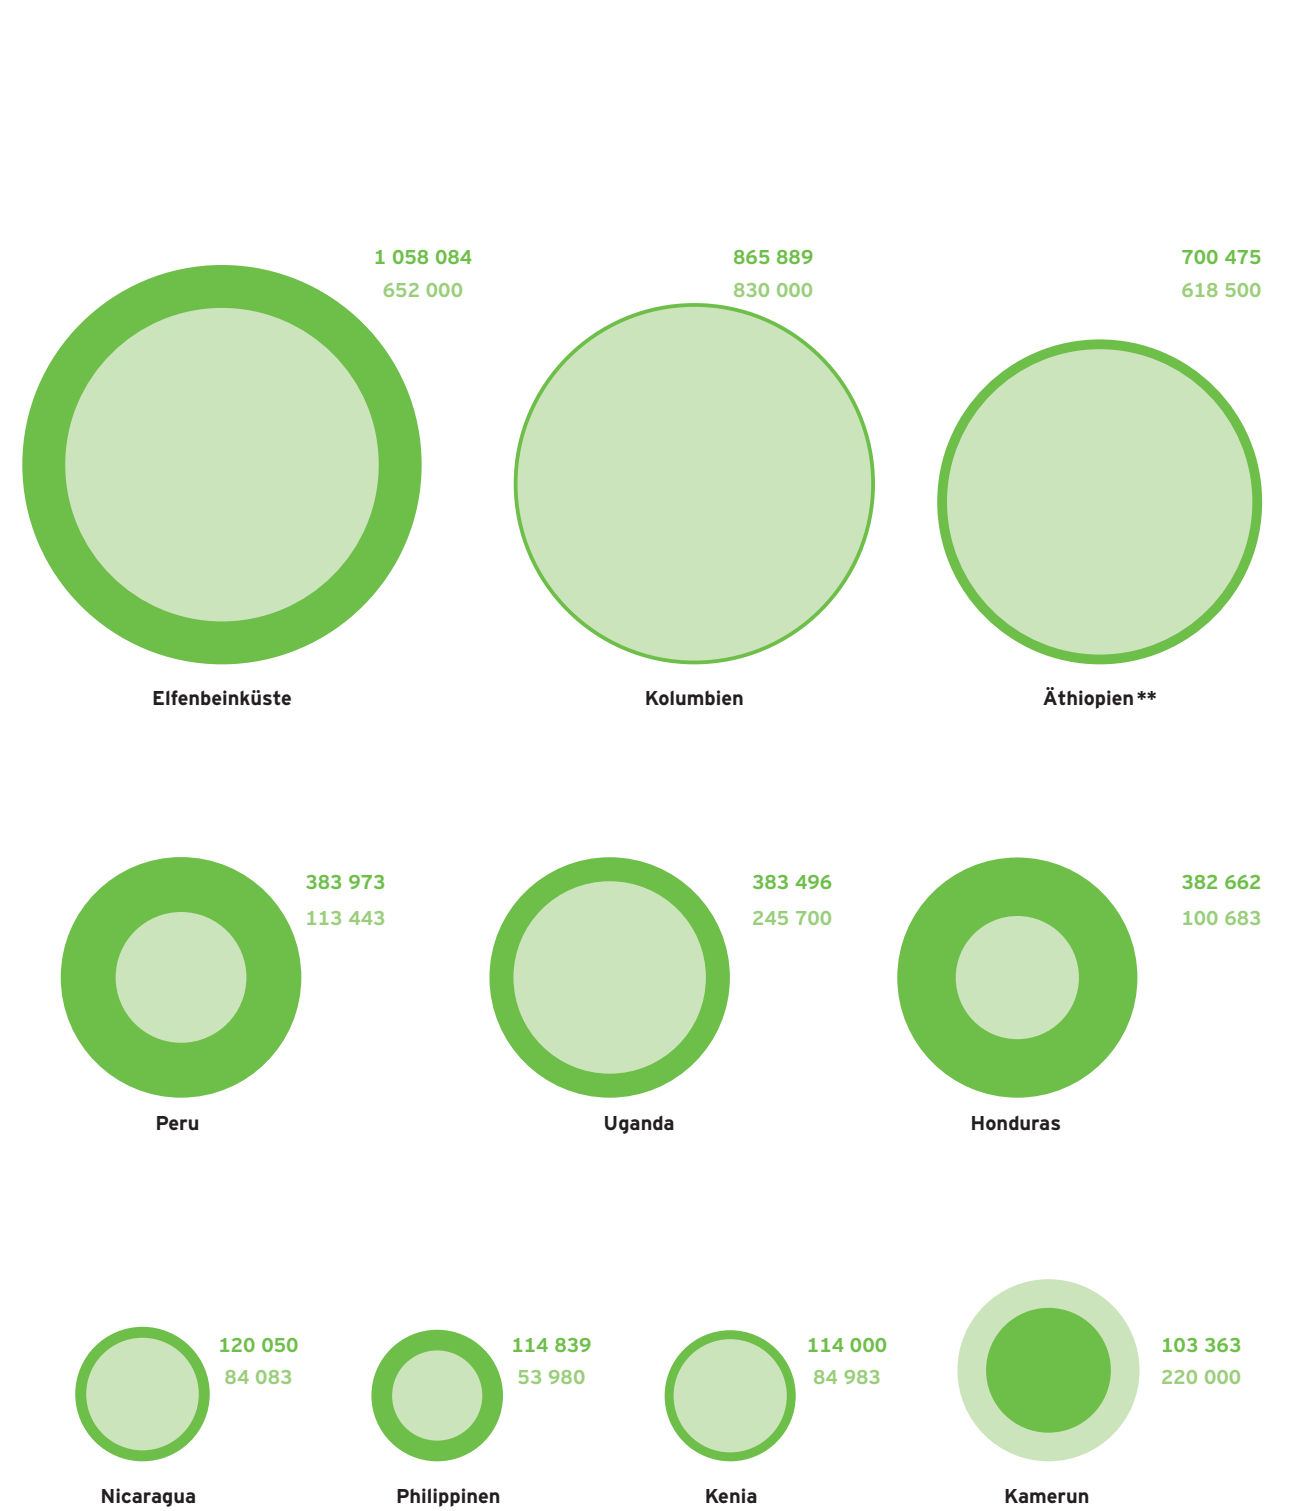 1 058 084
652 000
865 889
830 000
700 475
618 500
Elfenbeinküste
Kolumbien
Äthiopien**
383 973
113 443
383 496
245 700
382 662
100 683
Peru
Uganda
Honduras
120 050
84 083
114 839
53 980
114 000
84 983
103 363
220 000
Nicaragua
Philippinen
Kenia
Kamerun